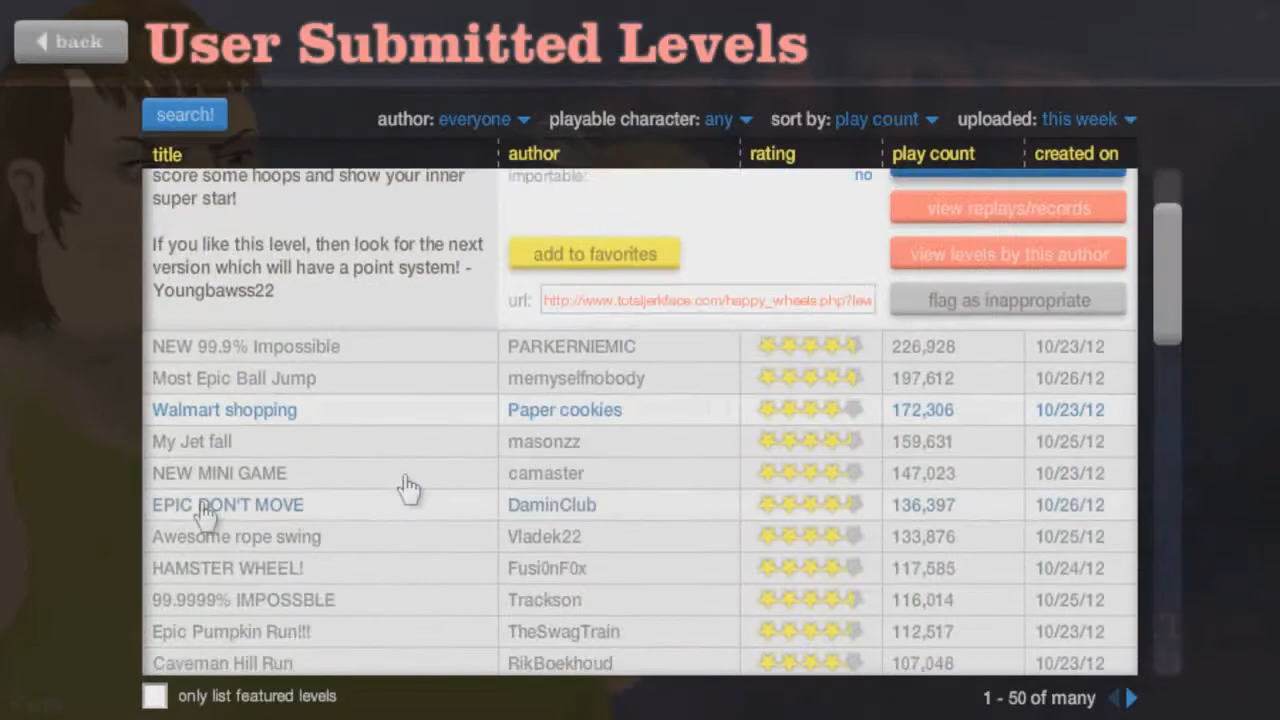 back
User Submitted Levels
search!
author: everyone playable character: any sort by: play count uploaded: this week
title author rating play count created on
score some hoops and show your inner
super star!
importable: no
view replays/records
If you like this level, then look for the next
version which will have a point system! -
Youngbawss22
add to favorites
view levels by this author
url: http://www.totaljerkface.com/happy_wheels.php?lev
flag as inappropriate
NEW 99.9% Impossible PARKERNIEMIC 226,928 10/23/12
Most Epic Ball Jump memyselfnobody 197,612 10/26/12
Walmart shopping Paper cookies 172,306 10/23/12
My Jet fall masonzz 159,631 10/25/12
NEW MINI GAME camaster 147,023 10/23/12
EPIC DON'T MOVE DaminClub 136,397 10/26/12
Awesome rope swing Vladek22 133,876 10/25/12
HAMSTER WHEEL! Fusi0nF0x 117,585 10/24/12
99.9999% IMPOSSBLE Trackson 116,014 10/25/12
Epic Pumpkin Run!!! TheSwagTrain 112,517 10/23/12
Caveman Hill Run RikBoekhoud 107,048 10/23/12
only list featured levels
1 - 50 of many